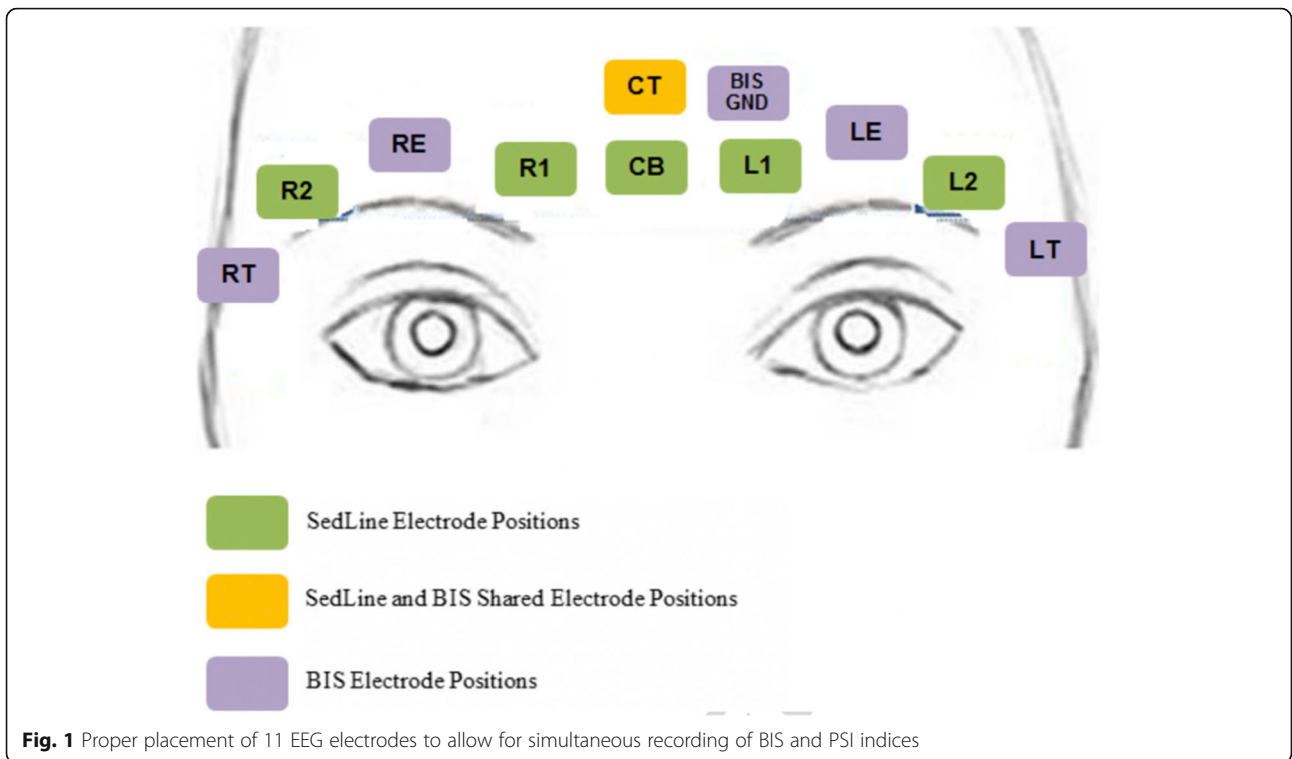 CT
BIS
GND
RE
LE
R2
R1
CB
L1
L2
RT
LT
SedLine Electrode Positions
SedLine and BIS Shared Electrode Positions
BIS Electrode Positions
Fig. 1 Proper placement of 11 EEG electrodes to allow for simultaneous recording of BIS and PSI indices